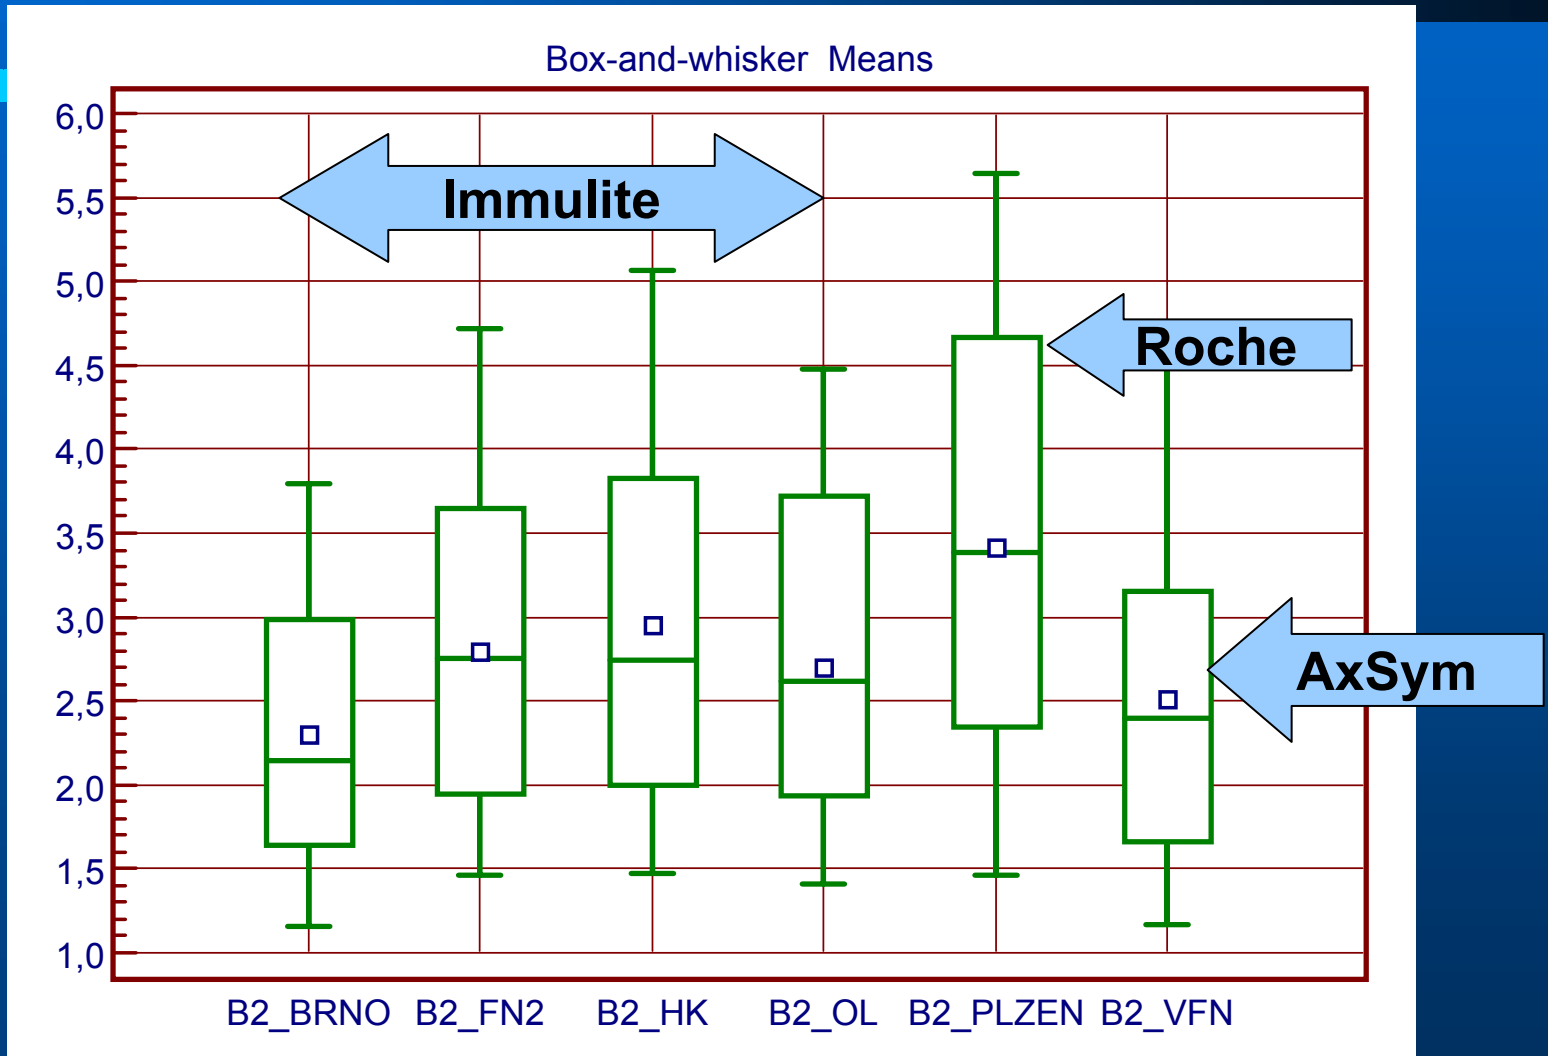 Box-and-whisker Means
6,0
5,5
5,0
4,5
4,0
3,5
3,0
2,5
2,0
1,5
1,0
Immulite
Roche
AxSym
B2_BRNO B2_FN2 B2_HK B2_OL B2_PLZEN B2_VFN